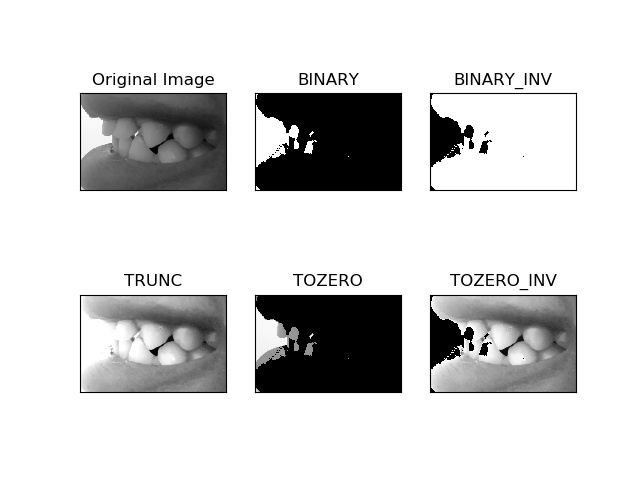 Original Image
BINARY
BINARY_INV
TRUNC
TOZERO
TOZERO_INV